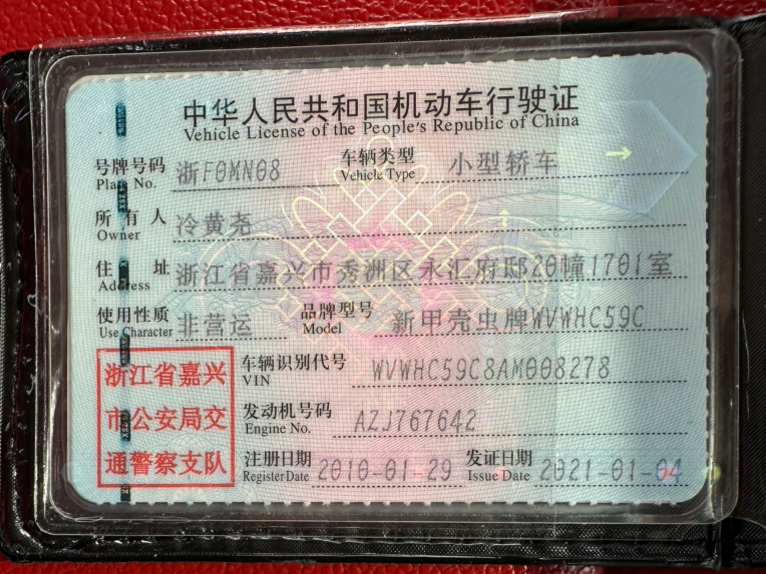 中华人民共和国机动车行驶证
Vehicle License of the People's Republic of China
号牌号码 浙F0MN08 车辆类型 小型轿车
Plate No. Vehicle Type
所有人 冷黄尧
Owner
住址 浙江省嘉兴市秀洲区永汇府邸20幢1701室
Address
使用性质 非营运 品牌型号 新甲壳虫牌WVWHC59C
Use Character Model
浙江省嘉兴
市公安局交
通警察支队
车辆识别代号 WVWHC59C8AM008278
VIN
发动机号码 AZJ767642
Engine No.
注册日期 2010-01-29 发证日期 2021-01-04
Register Date Issue Date